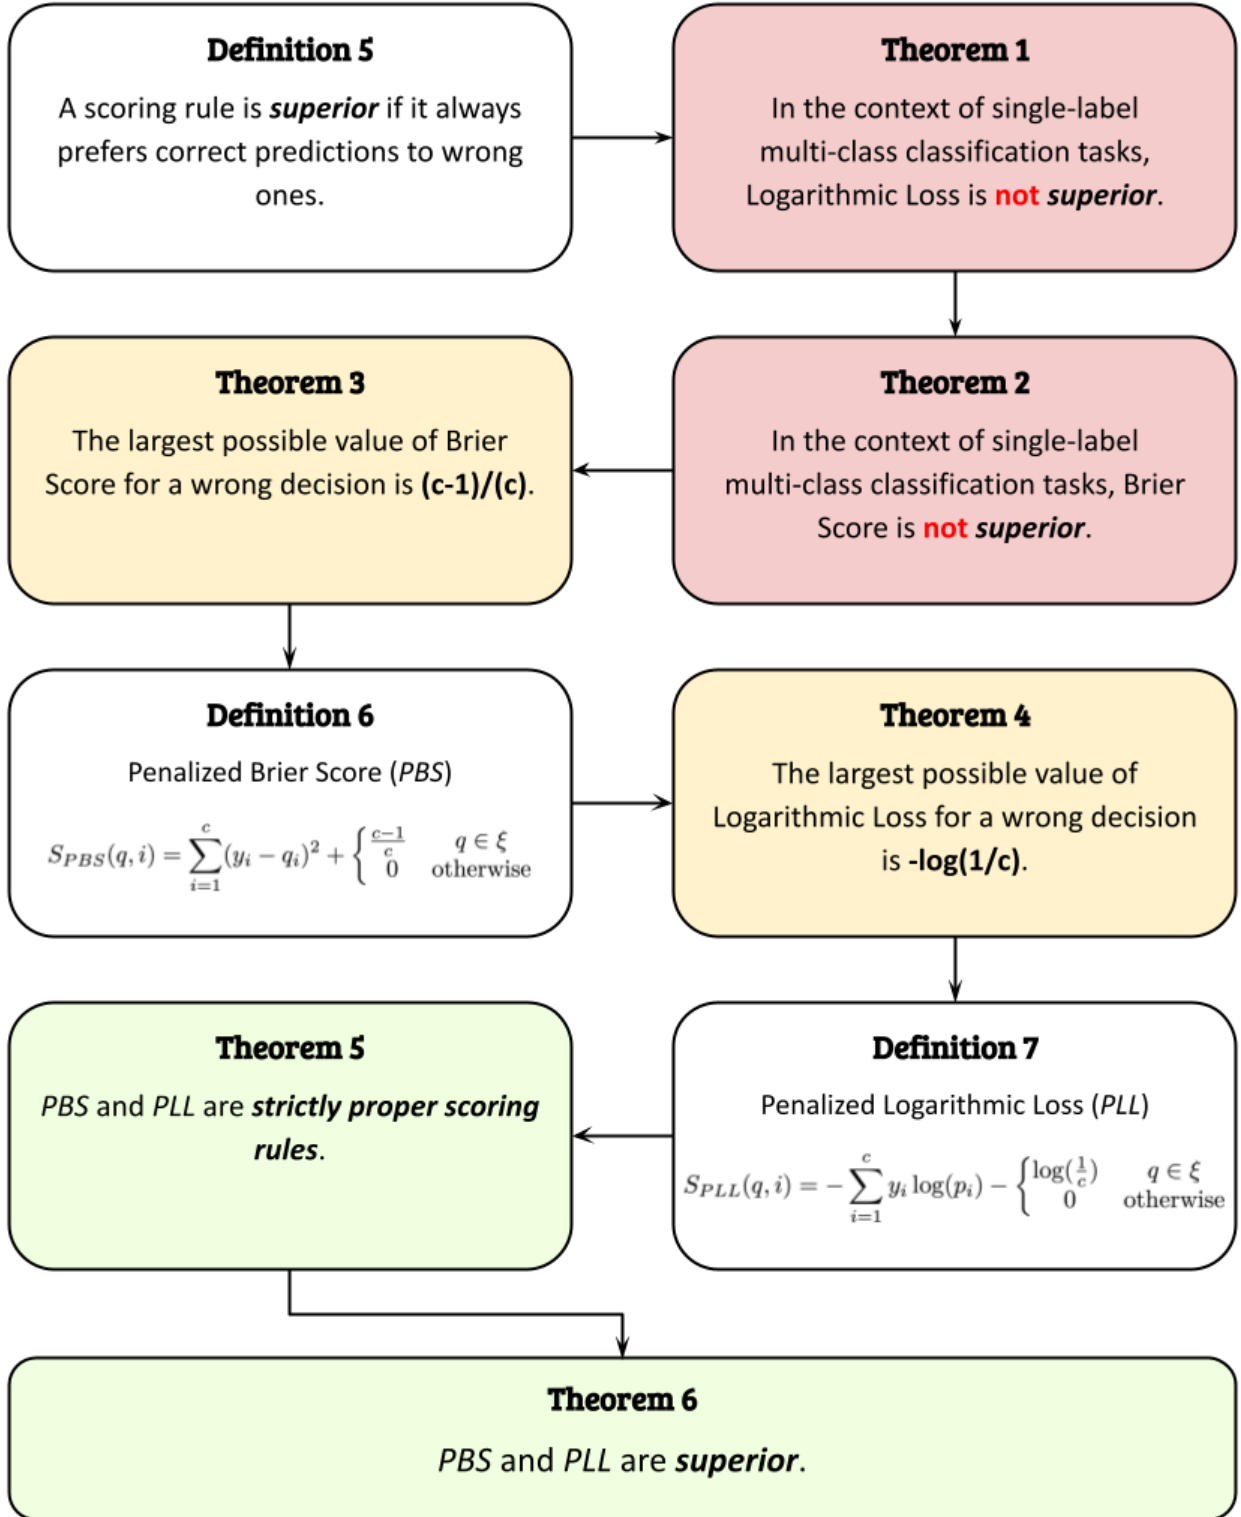 Definition 5
A scoring rule is superior if it always
prefers correct predictions to wrong
ones.
Theorem 1
In the context of single-label
multi-class classification tasks,
Logarithmic Loss is not superior.
Theorem 3
The largest possible value of Brier
Score for a wrong decision is (c-1)/(c).
Theorem 2
In the context of single-label
multi-class classification tasks, Brier
Score is not superior.
Definition 6
Penalized Brier Score (PBS)
S_{PBS}(q, i) = \sum_{i=1}^{c} (y_i - q_i)^2 + \begin{cases} \frac{c-1}{c} & q \in \xi \\ 0 & \text{otherwise} \end{cases}
Theorem 4
The largest possible value of
Logarithmic Loss for a wrong decision
is -log(1/c).
Theorem 5
PBS and PLL are strictly proper scoring
rules.
Definition 7
Penalized Logarithmic Loss (PLL)
S_{PLL}(q, i) = - \sum_{i=1}^{c} y_i \log(p_i) - \begin{cases} \log(\frac{1}{c}) & q \in \xi \\ 0 & \text{otherwise} \end{cases}
Theorem 6
PBS and PLL are superior.